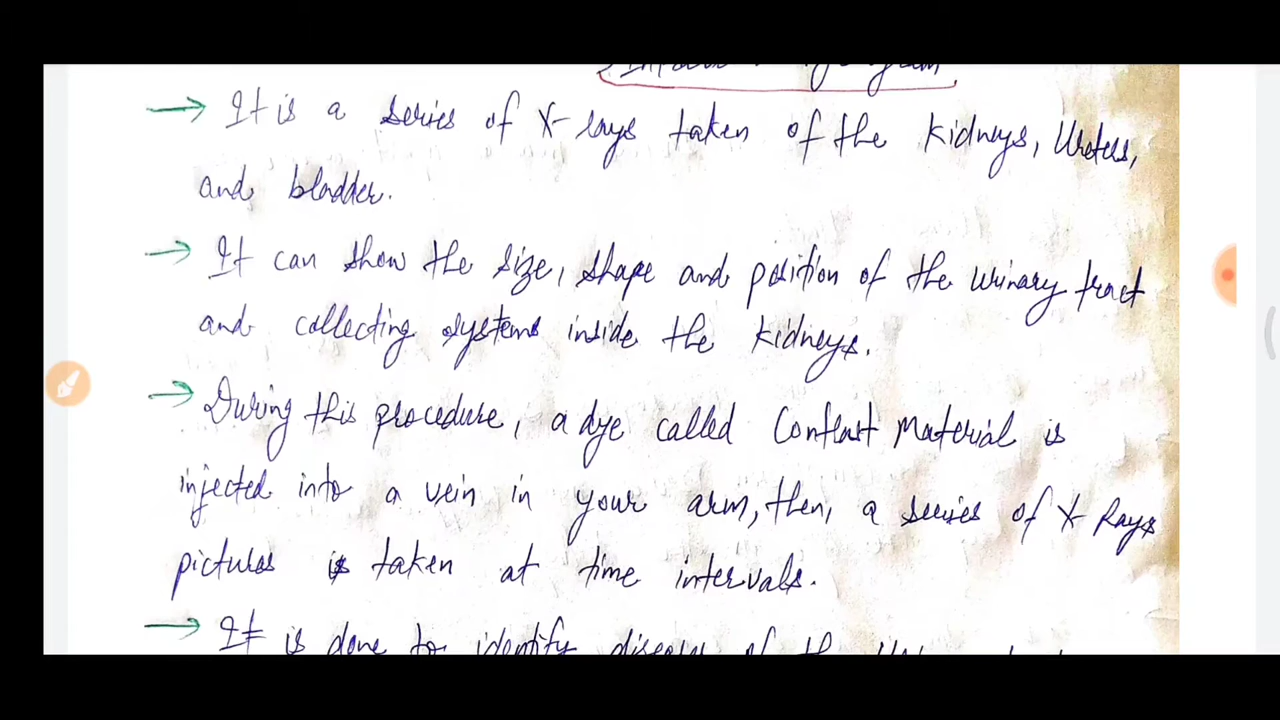 → It is a series of X-rays taken of the kidneys, Ureters,
and bladder.
→ It can show the size, shape and position of the Urinary tract
and collecting systems inside the kidneys.
→ During this procedure, a dye called Contrast Material is
injected into a vein in your arm, then, a series of X-Rays
pictures is taken at time intervals.
→ It is done to identify